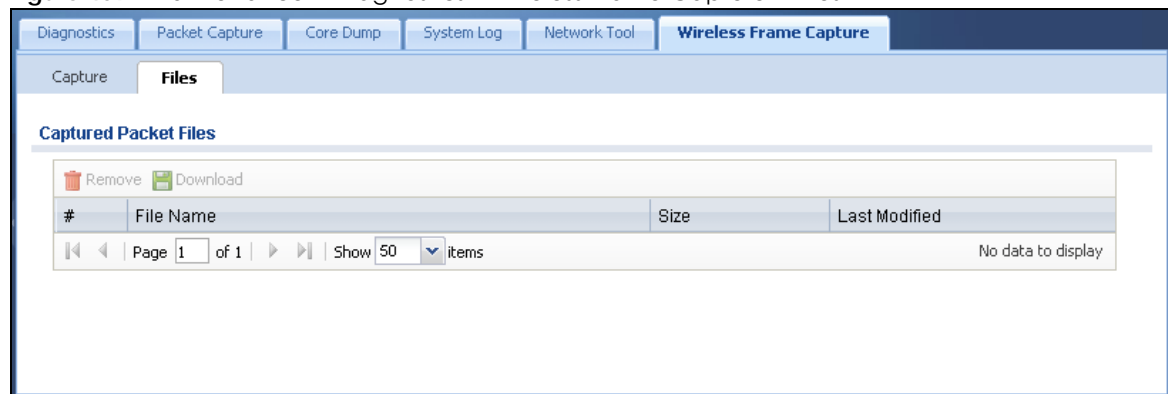 Diagnostics Packet Capture Core Dump System Log Network Tool Wireless Frame Capture
Capture Files
Captured Packet Files
Remove Download
# File Name Size Last Modified
Page 1 of 1 Show 50 items No data to display